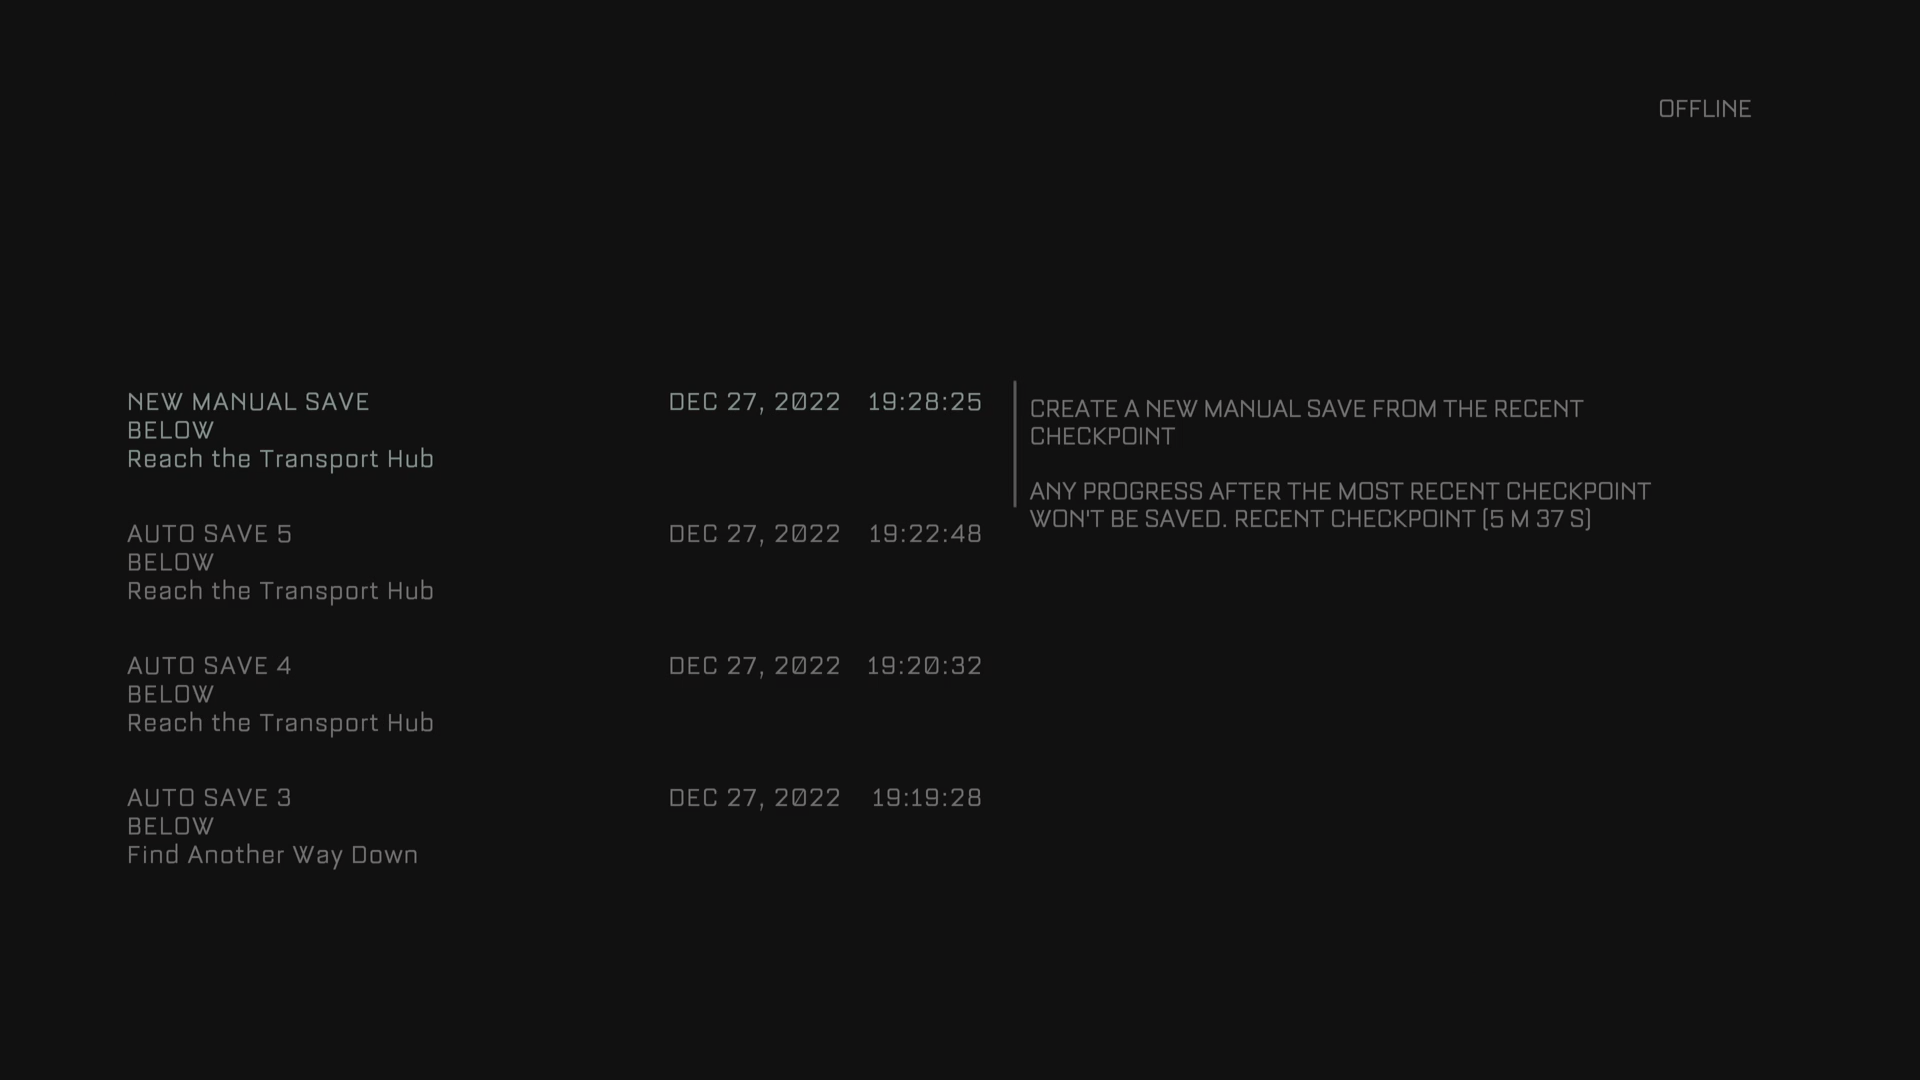 OFFLINE
NEW MANUAL SAVE DEC 27, 2022 19:28:25
BELOW
Reach the Transport Hub
CREATE A NEW MANUAL SAVE FROM THE RECENT
CHECKPOINT
ANY PROGRESS AFTER THE MOST RECENT CHECKPOINT
WON'T BE SAVED. RECENT CHECKPOINT (5 M 37 S)
AUTO SAVE 5 DEC 27, 2022 19:22:48
BELOW
Reach the Transport Hub
AUTO SAVE 4 DEC 27, 2022 19:20:32
BELOW
Reach the Transport Hub
AUTO SAVE 3 DEC 27, 2022 19:19:28
BELOW
Find Another Way Down